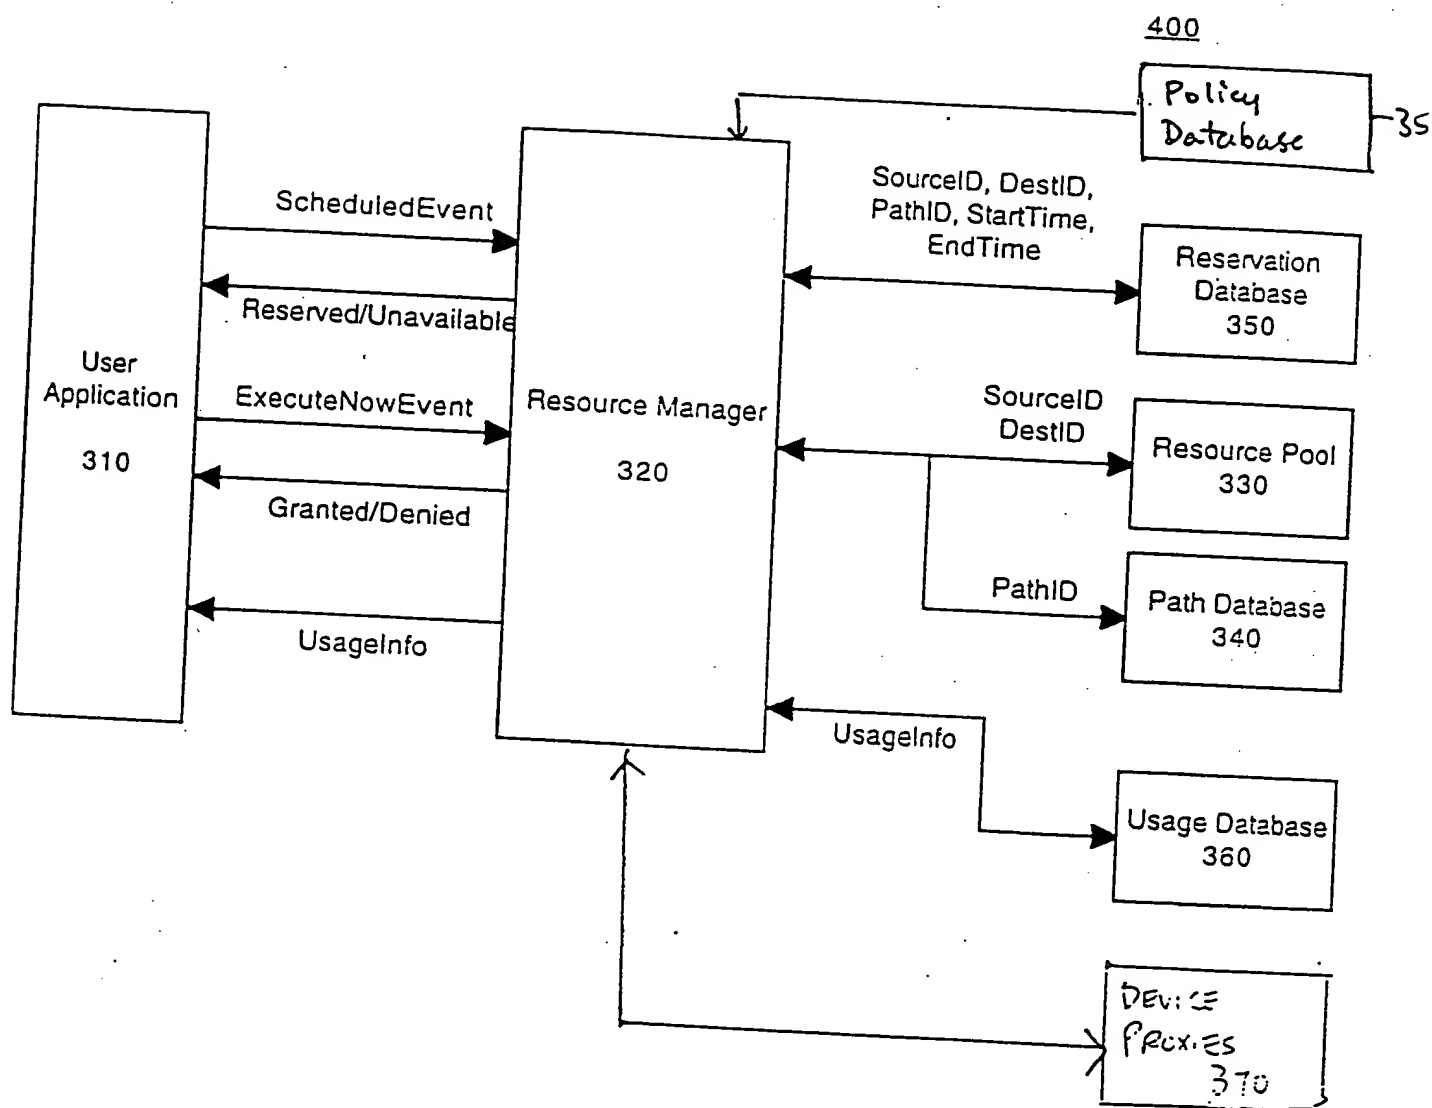 400
Policy
Database
35
SourceID, DestID,
PathID, StartTime,
EndTime
ScheduledEvent
Reservation
Database
350
Reserved/Unavailable
User
Application
310
ExecuteNowEvent
Resource Manager
320
SourceID
DestID
Resource Pool
330
Granted/Denied
PathID
Path Database
340
UsageInfo
UsageInfo
Usage Database
360
DEVICE
PROXIES
370